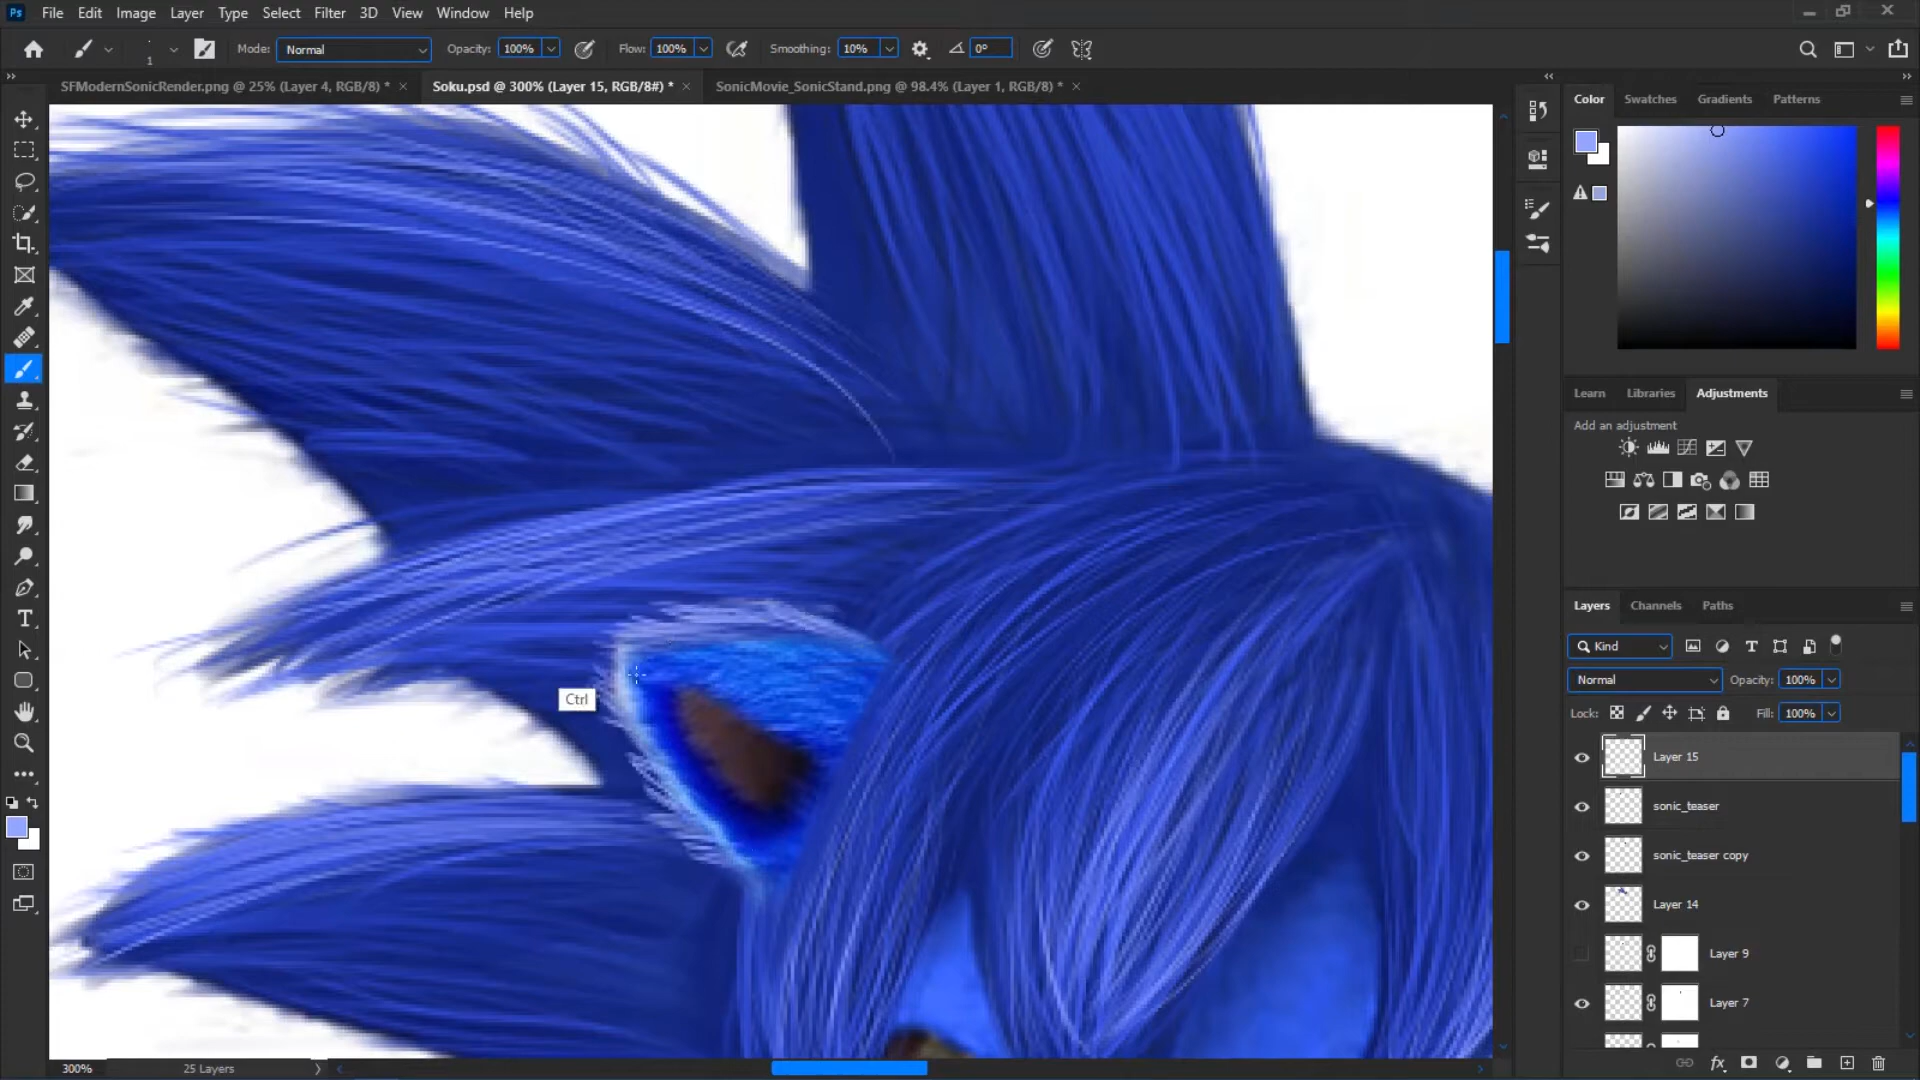 Ps File Edit Image Layer Type Select Filter 3D View Window Help
1 Mode: Normal Opacity: 100% Flow: 100% Smoothing: 10% 0°
SFModernSonicRender.png @ 25% (Layer 4, RGB/8) * × Soku.psd @ 300% (Layer 15, RGB/8#) * × SonicMovie_SonicStand.png @ 98.4% (Layer 1, RGB/8) * ×
Color Swatches Gradients Patterns
Learn Libraries Adjustments
Add an adjustment
Layers Channels Paths
Kind
Normal Opacity: 100%
Lock: Fill: 100%
Layer 15
sonic_teaser
sonic_teaser copy
Layer 14
Layer 9
Layer 7
fx
Ctrl
300% 25 Layers